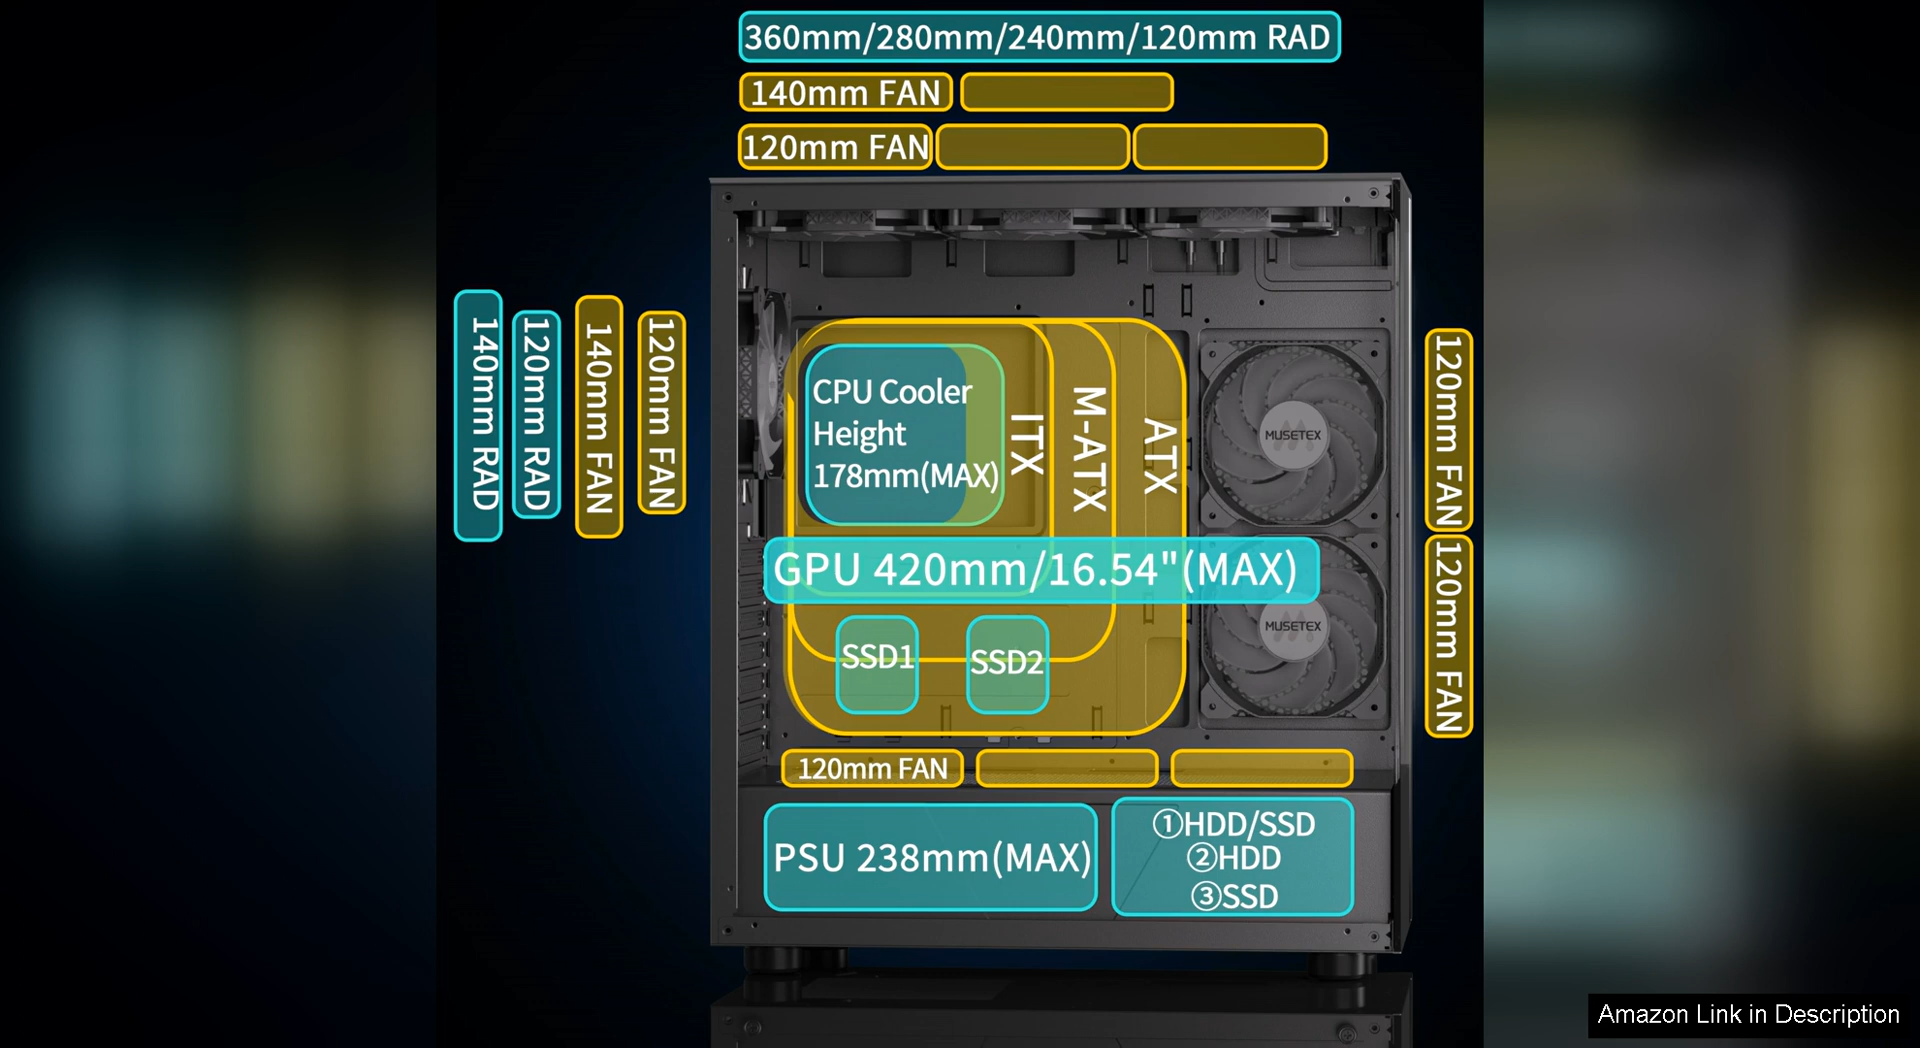 360mm/280mm/240mm/120mm RAD
140mm FAN
120mm FAN
140mm RAD
120mm RAD
140mm FAN
120mm FAN
CPU Cooler
Height
178mm(MAX)
ITX
M-ATX
ATX
MUSETEX
120mm FAN
GPU 420mm/16.54"(MAX)
MUSETEX
120mm FAN
SSD1
SSD2
120mm FAN
PSU 238mm(MAX)
①HDD/SSD
②HDD
③SSD
Amazon Link in Description